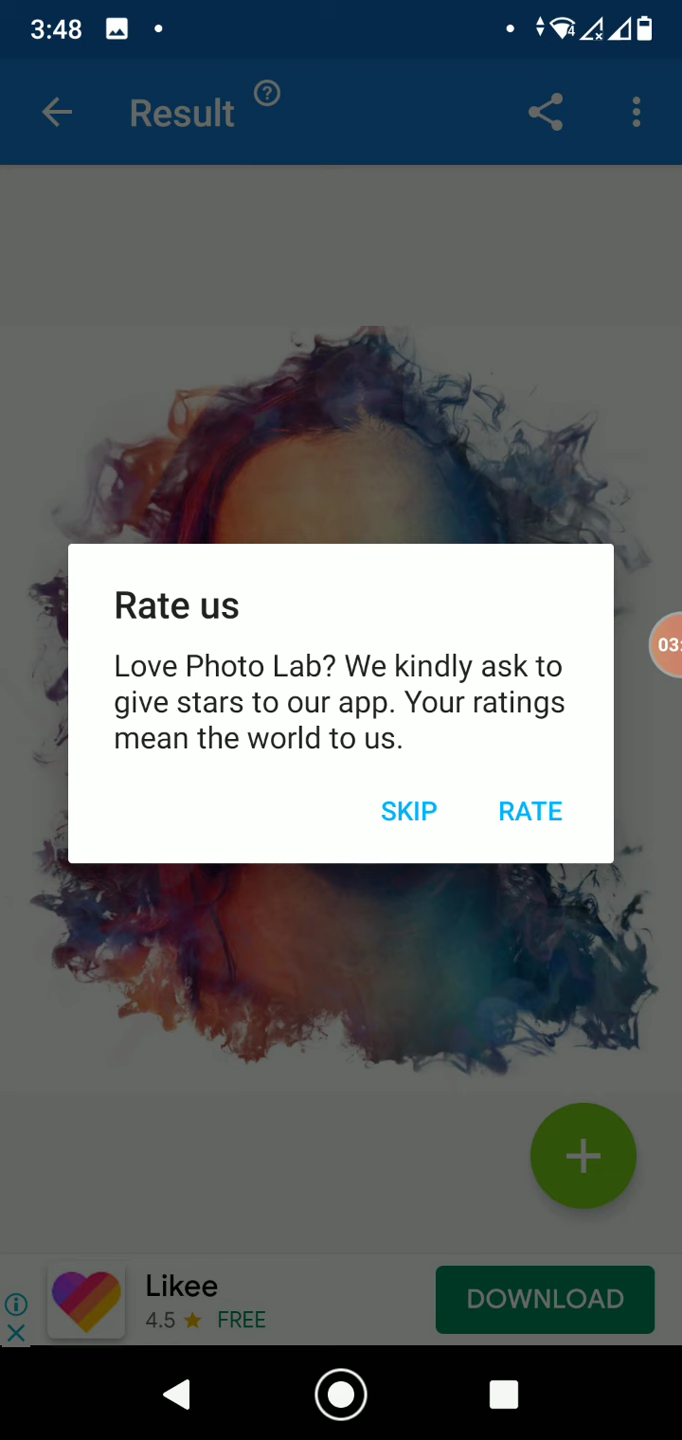 3:48
Result
Rate us
Love Photo Lab? We kindly ask to
give stars to our app. Your ratings
mean the world to us.
SKIP RATE
03:
Likee
4.5 FREE
DOWNLOAD